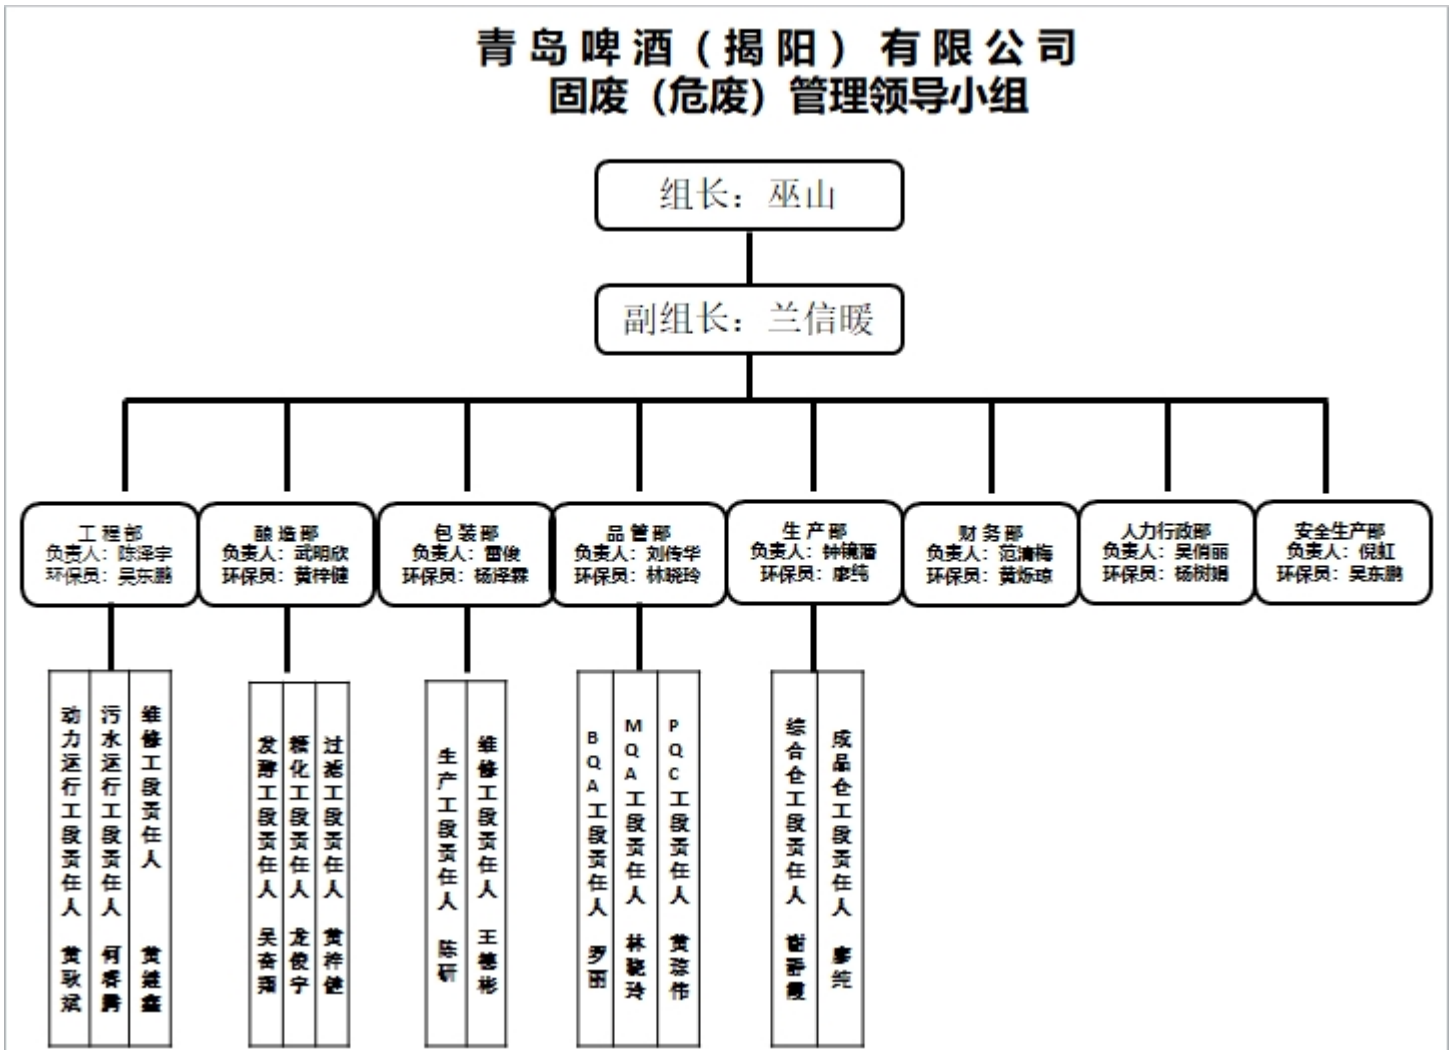 青岛啤酒（揭阳）有限公司
固废（危废）管理领导小组
组长：巫山
副组长：兰信暖
工程部
负责人：陈泽宇
环保员：吴东鹏
酿造部
负责人：武明欣
环保员：黄梓健
包装部
负责人：雷俊
环保员：杨泽霖
品管部
负责人：刘传华
环保员：林晓玲
生产部
负责人：钟镜藩
环保员：廖纯
财务部
负责人：范清梅
环保员：黄烁琼
人力行政部
负责人：吴俏丽
环保员：杨树娟
安全生产部
负责人：倪虹
环保员：吴东鹏
动力运行工段责任人 黄耿斌
污水运行工段责任人 何睿腾
维修工段责任人 黄 鑫
发酵工段责任人 吴奋翔
糖化工段责任人 龙俊宇
过滤工段责任人 黄梓健
生产工段责任人 陈研
维修工段责任人 王德彬
BQA工段责任人 罗丽
MQA工段责任人 林晓玲
PQC工段责任人 黄琼伟
综合仓工段责任人 谢静霞
成品仓工段责任人 廖纯